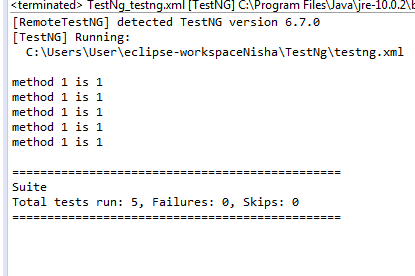 <terminated> TestNg_testng.xml [TestNG] C:\Program Files\Java\jre-10.0.2\b
[RemoteTestNG] detected TestNG version 6.7.0
[TestNG] Running:
C:\Users\User\eclipse-workspaceNisha\TestNg\testng.xml
method 1 is 1
method 1 is 1
method 1 is 1
method 1 is 1
method 1 is 1
===============================================
Suite
Total tests run: 5, Failures: 0, Skips: 0
===============================================